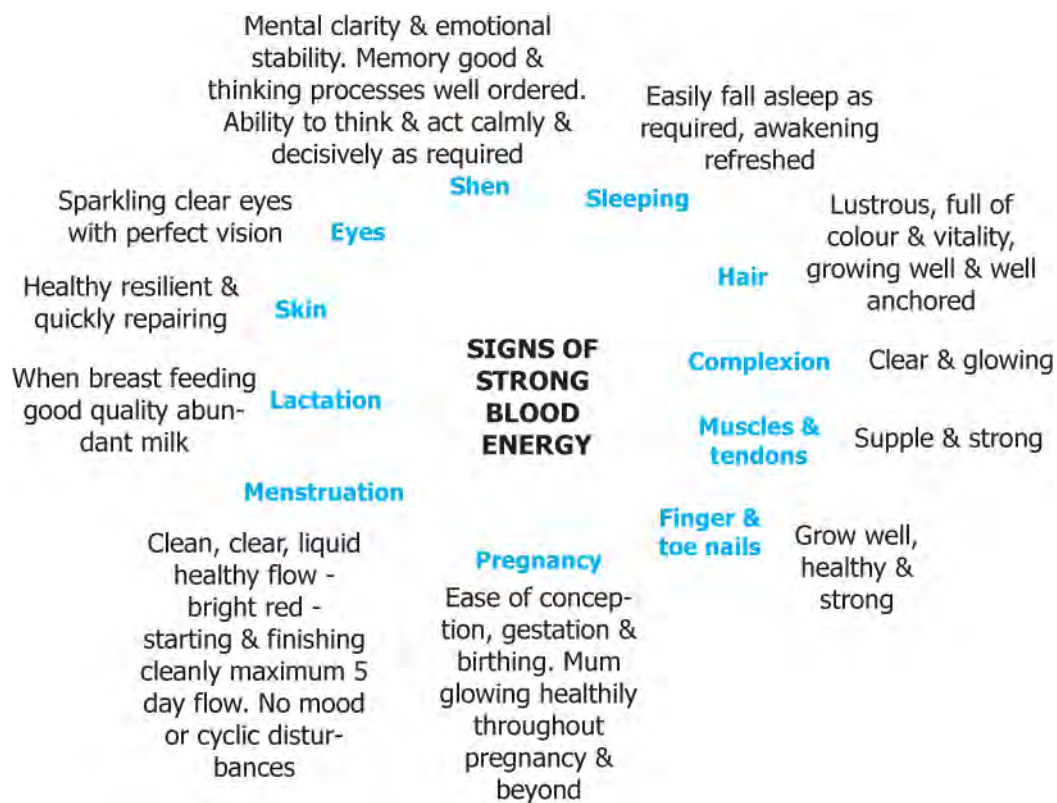 Mental clarity & emotional
stability. Memory good &
thinking processes well ordered.
Ability to think & act calmly &
decisively as required
Shen
Easily fall asleep as
required, awakening
refreshed
Sleeping
Sparkling clear eyes
with perfect vision
Eyes
Lustrous, full of
colour & vitality,
growing well & well
anchored
Hair
Healthy resilient &
quickly repairing
Skin
SIGNS OF
STRONG
BLOOD
ENERGY
Complexion
Clear & glowing
When breast feeding
good quality abun-
dant milk
Lactation
Muscles &
tendons
Supple & strong
Menstruation
Clean, clear, liquid
healthy flow -
bright red -
starting & finishing
cleanly maximum 5
day flow. No mood
or cyclic distur-
bances
Pregnancy
Ease of concep-
tion, gestation &
birthing. Mum
glowing healthily
throughout
pregnancy &
beyond
Finger &
toe nails
Grow well,
healthy &
strong